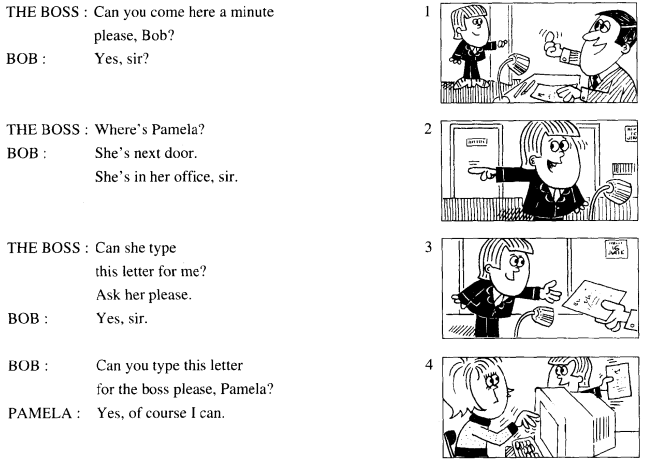 THE BOSS : Can you come here a minute
please, Bob?
BOB : Yes, sir?
1
THE BOSS : Where's Pamela?
BOB : She's next door.
She's in her office, sir.
2
THE BOSS : Can she type
this letter for me?
Ask her please.
BOB : Yes, sir.
3
BOB : Can you type this letter
for the boss please, Pamela?
PAMELA : Yes, of course I can.
4